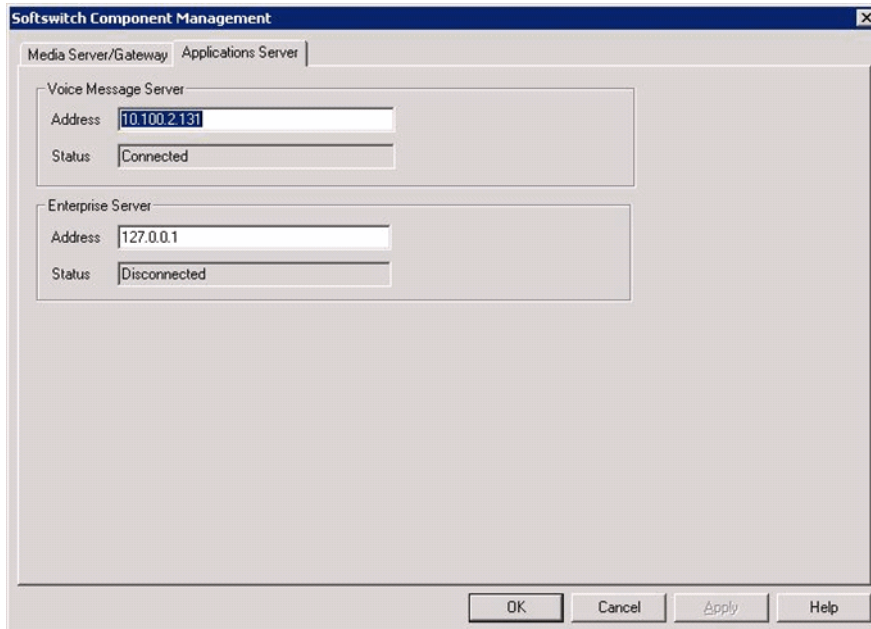 Softswitch Component Management
Media Server/Gateway Applications Server
Voice Message Server
Address 10.100.2.131
Status Connected
Enterprise Server
Address 127.0.0.1
Status Disconnected
OK Cancel Apply Help